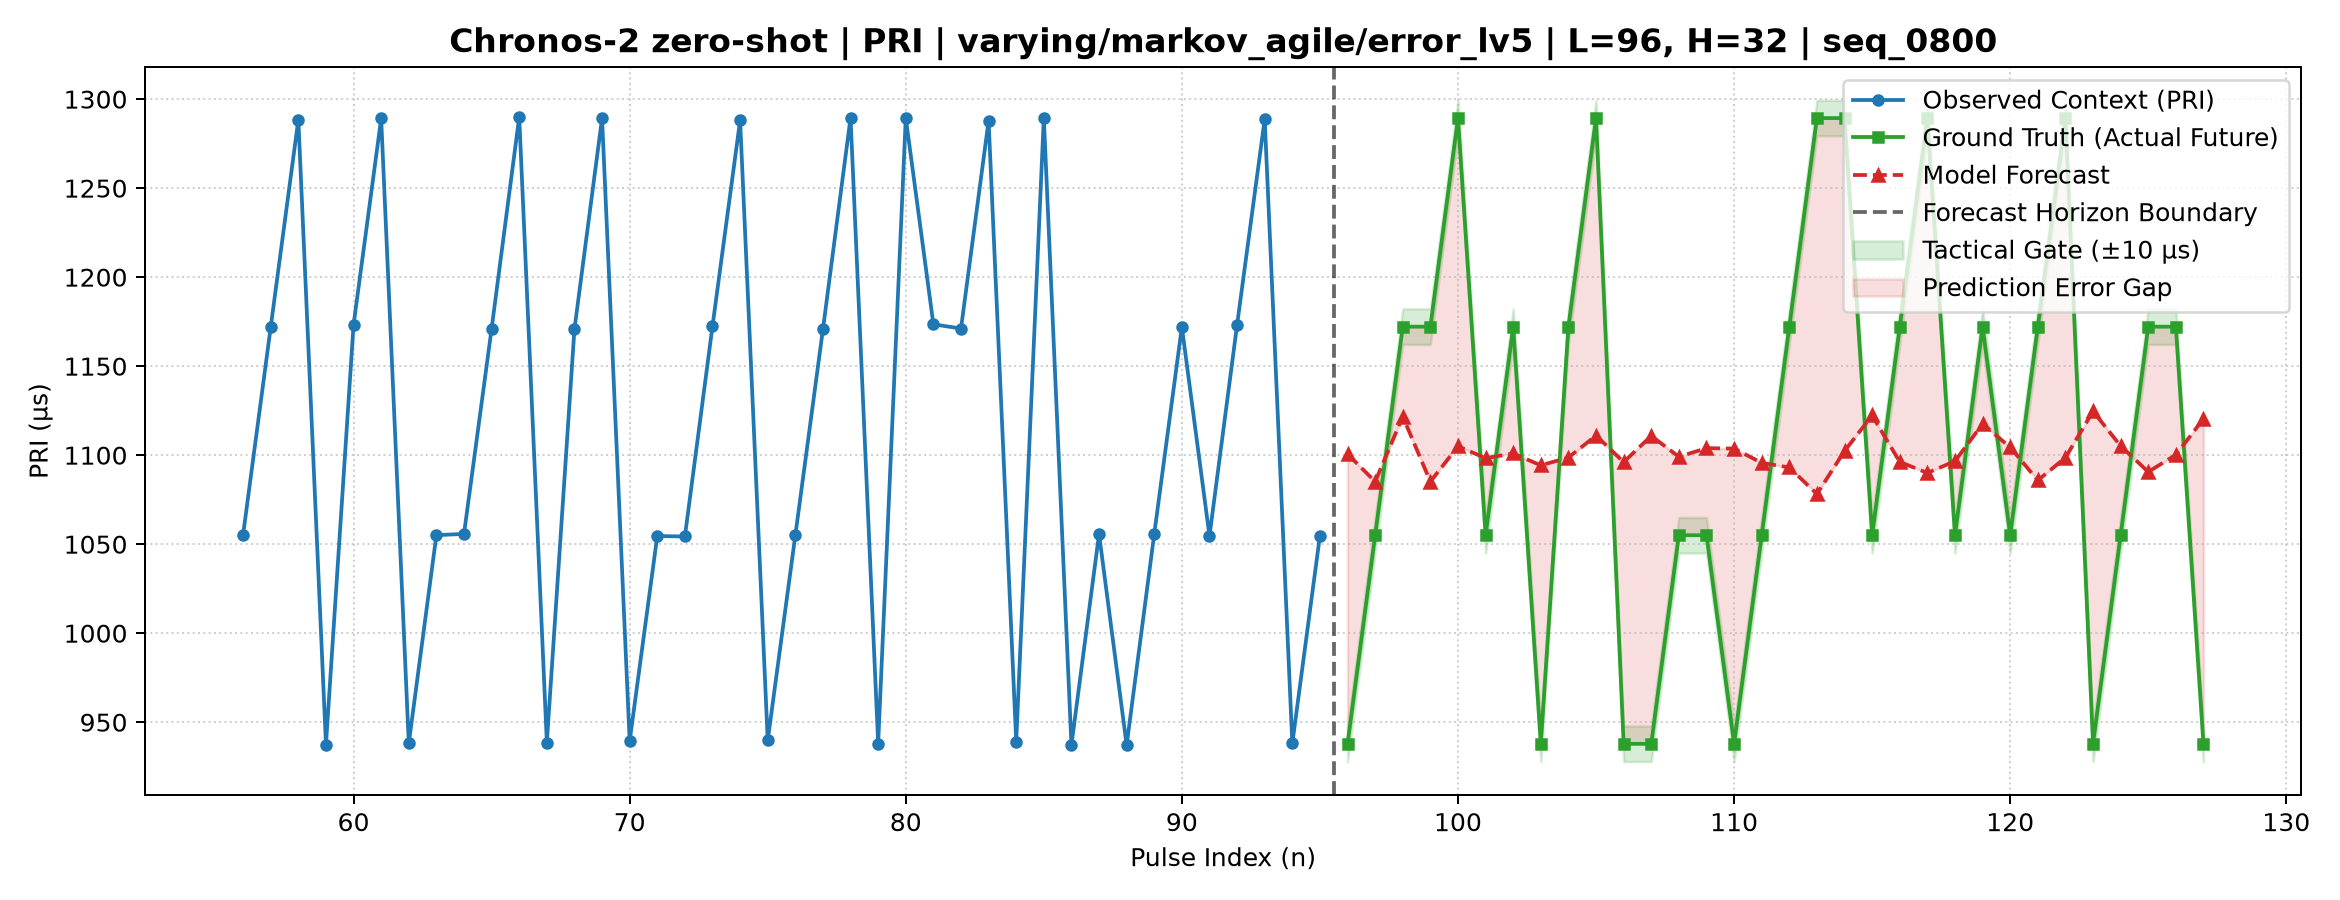 Chronos-2 zero-shot | PRI | varying/markov_agile/error_lv5 | L=96, H=32 | seq_0800
PRI (µs)
1300
1250
1200
1150
1100
1050
1000
950
Observed Context (PRI)
Ground Truth (Actual Future)
Model Forecast
Forecast Horizon Boundary
Tactical Gate (±10 µs)
Prediction Error Gap
60 70 80 90 100 110 120 130
Pulse Index (n)